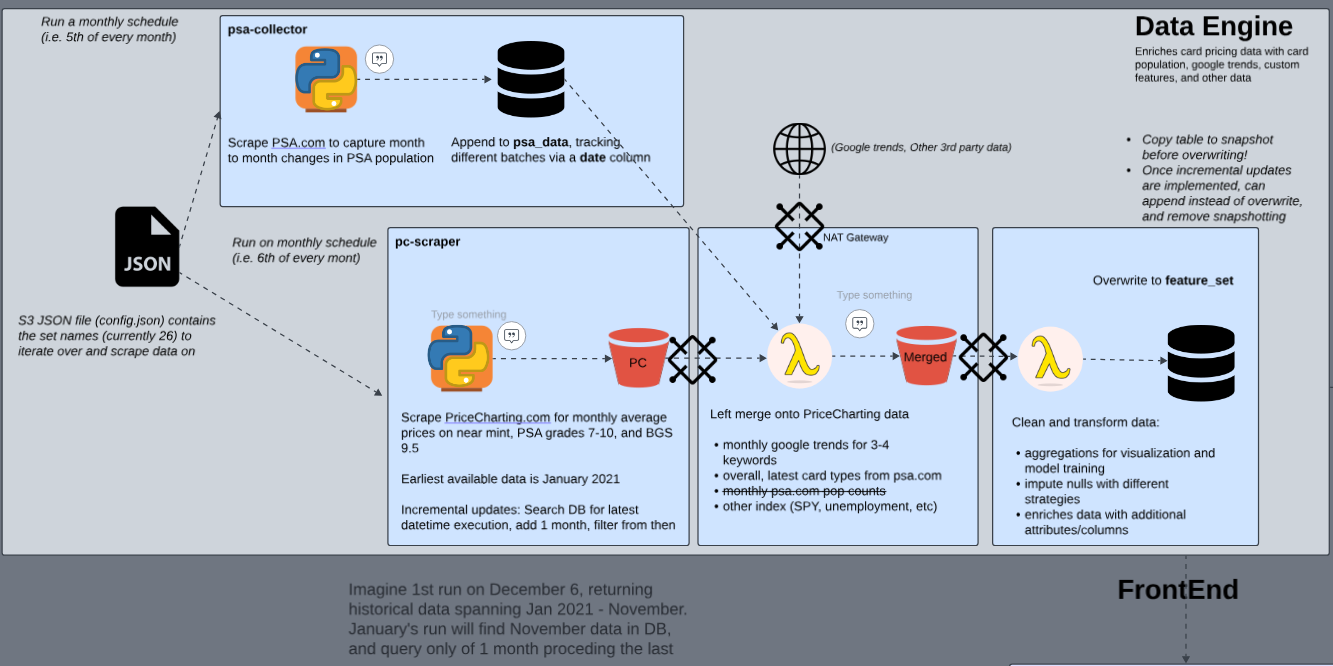 Run a monthly schedule
(i.e. 5th of every month)
psa-collector
Scrape PSA.com to capture month
to month changes in PSA population
Append to psa_data, tracking
different batches via a date column
Data Engine
Enriches card pricing data with card
population, google trends, custom
features, and other data
(Google trends, Other 3rd party data)
• Copy table to snapshot
before overwriting!
• Once incremental updates
are implemented, can
append instead of overwrite,
and remove snapshotting
JSON
S3 JSON file (config.json) contains
the set names (currently 26) to
iterate over and scrape data on
Run on monthly schedule
(i.e. 6th of every mont)
pc-scraper
Type something
PC
Scrape PriceCharting.com for monthly average
prices on near mint, PSA grades 7-10, and BGS
9.5
Earliest available data is January 2021
Incremental updates: Search DB for latest
datetime execution, add 1 month, filter from then
NAT Gateway
Type something
Merged
Left merge onto PriceCharting data
• monthly google trends for 3-4
keywords
• overall, latest card types from psa.com
• monthly psa.com pop counts
• other index (SPY, unemployment, etc)
Overwrite to feature_set
Clean and transform data:
• aggregations for visualization and
model training
• impute nulls with different
strategies
• enriches data with additional
attributes/columns
Imagine 1st run on December 6, returning
historical data spanning Jan 2021 - November.
January's run will find November data in DB,
and query only of 1 month proceding the last
FrontEnd